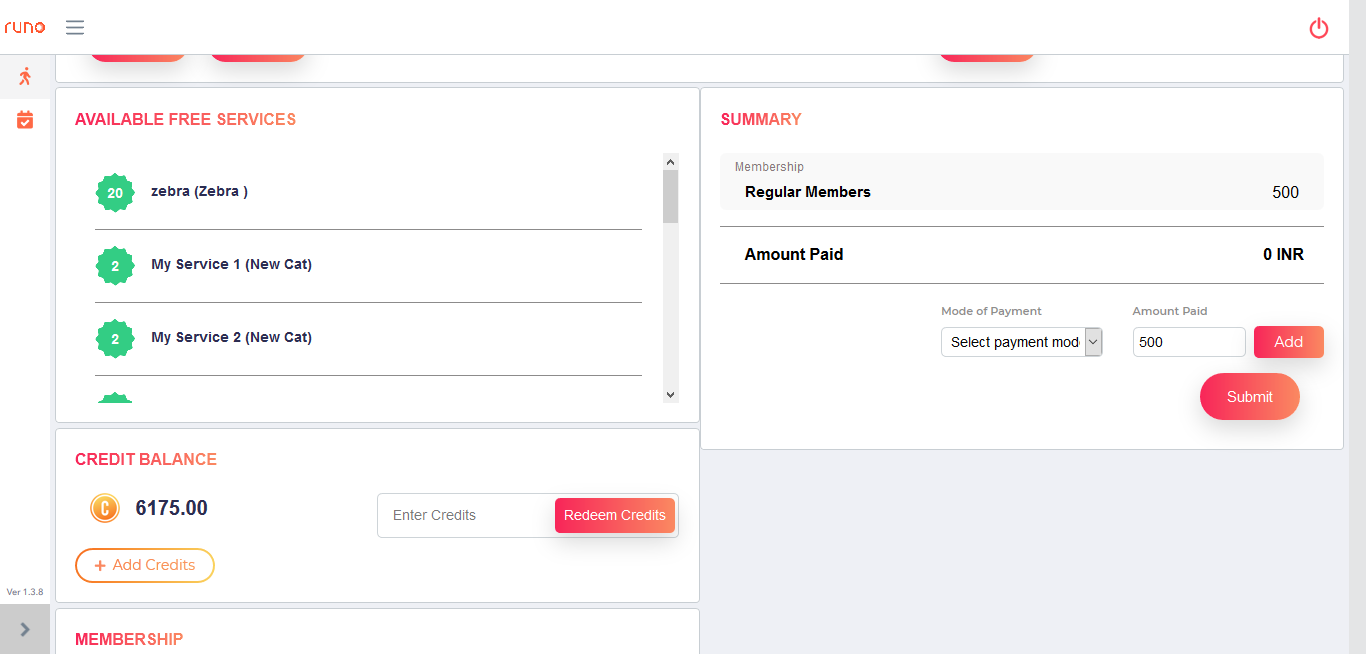 runo
AVAILABLE FREE SERVICES
20
zebra (Zebra )
2
My Service 1 (New Cat)
2
My Service 2 (New Cat)
CREDIT BALANCE
C
6175.00
Enter Credits
Redeem Credits
+ Add Credits
MEMBERSHIP
SUMMARY
Membership
Regular Members 500
Amount Paid 0 INR
Mode of Payment Amount Paid
Select payment mod 500 Add
Submit
Ver 1.3.8